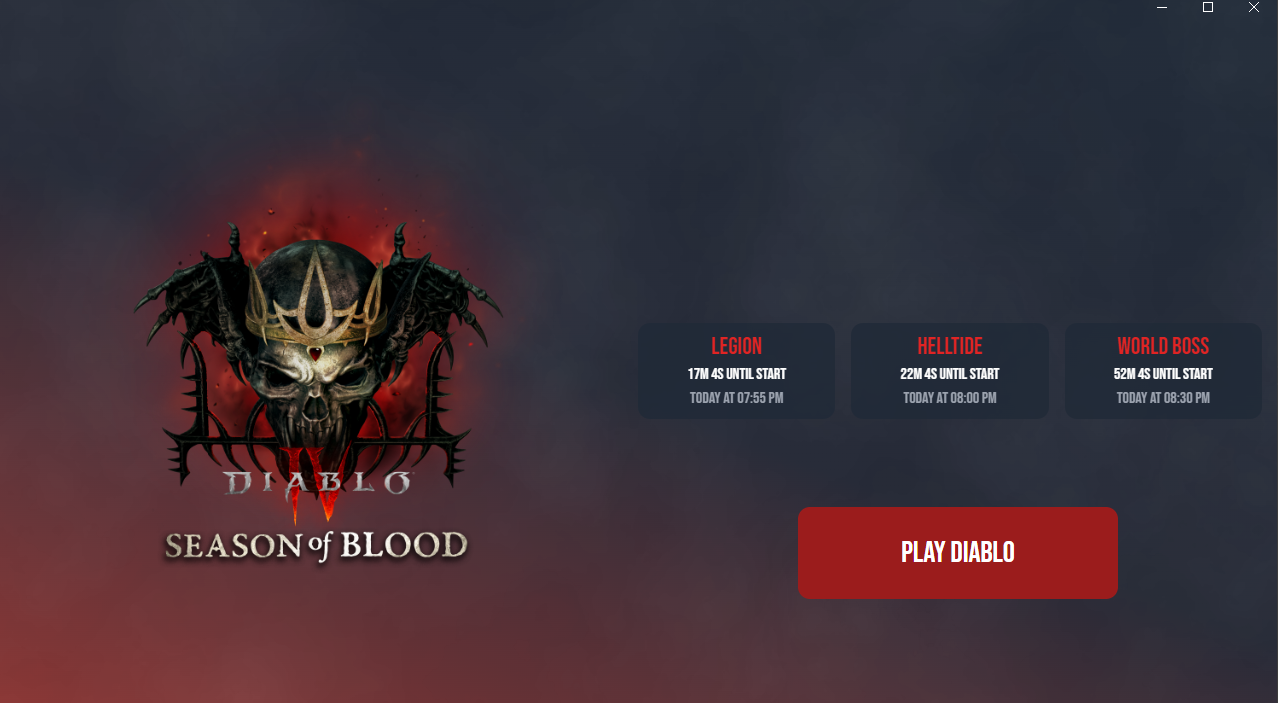 DIABLO
IV
SEASON of BLOOD
LEGION
17M 4S UNTIL START
TODAY AT 07:55 PM
HELLTIDE
22M 4S UNTIL START
TODAY AT 08:00 PM
WORLD BOSS
52M 4S UNTIL START
TODAY AT 08:30 PM
PLAY DIABLO